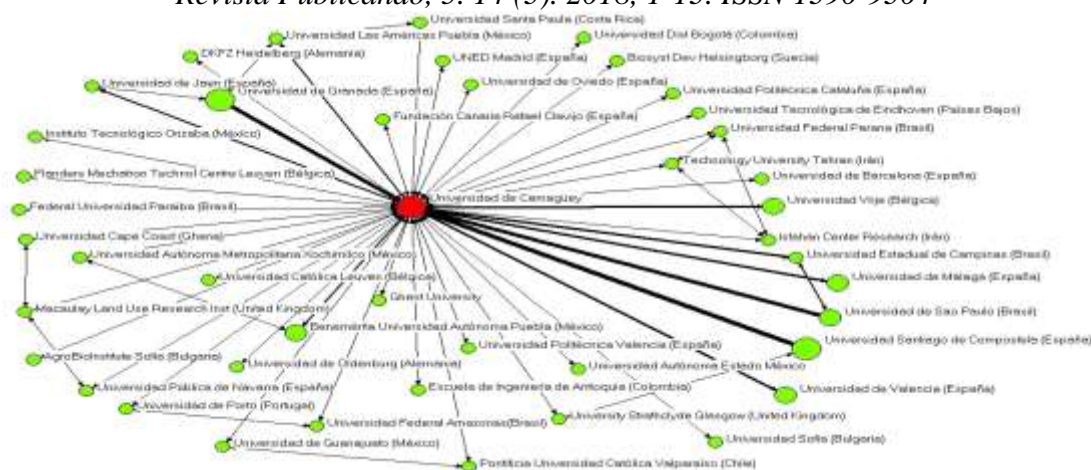 Revista Publicando, 5. 14 (3). 2018, 1-15. ISSN 1390-9304
Universidad Santa Paula (Costa Rica)
Universidad Las Américas Puebla (México)
Universidad Dist Bogotá (Colombia)
DKFZ Heidelberg (Alemania)
UNED Madrid (España)
Biosyst Dev Helsingborg (Suecia)
Universidad de Jaen (España)
Universidad de Oviedo (España)
Universidad de Granada (España)
Universidad Politécnica Cataluña (España)
Fundación Canaria Rafael Clavijo (España)
Universidad Tecnológica de Eindhoven (Países Bajos)
Universidad Federal Parana (Brasil)
Instituto Tecnológico Orizaba (México)
Technology University Tehran (Irán)
Flanders Mechatron Technol Centre Leuven (Bélgica)
Universidad de Barcelona (España)
Universidad de Camagüey
Universidad Vrije (Bélgica)
Federal Universidad Paraiba (Brasil)
Universidad Cape Coast (Ghana)
Isfahan Center Research (Irán)
Universidad Autónoma Metropolitana Xochimilco (México)
Universidad Estadual de Campinas (Brasil)
Universidad Católica Leuven (Bélgica)
Universidad de Málaga (España)
Ghent University
Macaulay Land Use Research Inst (United Kingdom)
Universidad de Sao Paulo (Brasil)
Benemérita Universidad Autónoma Puebla (México)
Universidad Santiago de Compostela (España)
Universidad Politécnica Valencia (España)
AgroBioInstitute Sofia (Bulgaria)
Universidad de Oldenburg (Alemania)
Universidad Autónoma Estado México
Universidad Pública de Navarra (España)
Escuela de Ingeniería de Antioquia (Colombia)
Universidad de Valencia (España)
Universidad de Porto (Portugal)
University Strathclyde Glasgow (United Kingdom)
Universidad Federal Amazonas(Brasil)
Universidad Sofia (Bulgaria)
Universidad de Guanajuato (México)
Pontificia Universidad Católica Valparaíso (Chile)